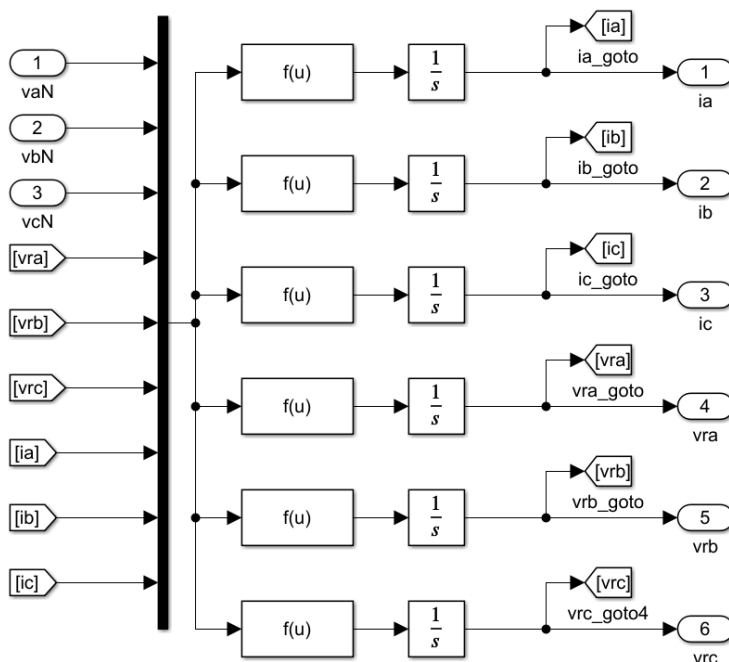 1
vaN
2
vbN
3
vcN
[vra]
[vrb]
[vrc]
[ia]
[ib]
[ic]
f(u)
1
s
[ia]
ia_goto
1
ia
f(u)
1
s
[ib]
ib_goto
2
ib
f(u)
1
s
[ic]
ic_goto
3
ic
f(u)
1
s
[vra]
vra_goto
4
vra
f(u)
1
s
[vrb]
vrb_goto
5
vrb
f(u)
1
s
[vrc]
vrc_goto4
6
vrc